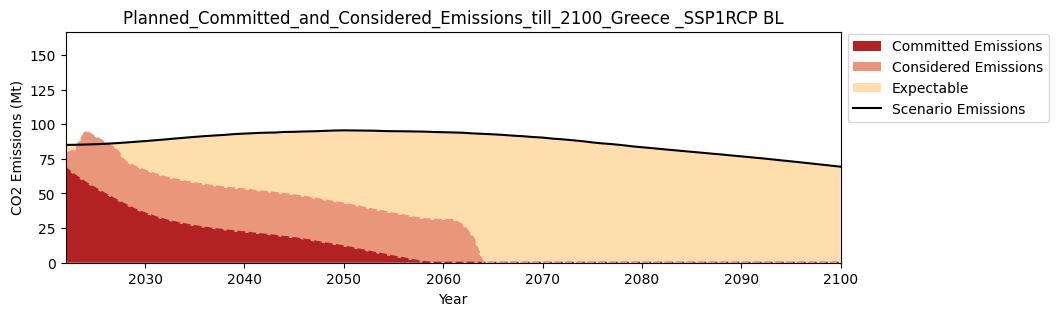 Planned_Committed_and_Considered_Emissions_till_2100_Greece _SSP1RCP BL
CO2 Emissions (Mt)
150
125
100
75
50
25
0
2030 2040 2050 2060 2070 2080 2090 2100
Year
Committed Emissions
Considered Emissions
Expectable
Scenario Emissions